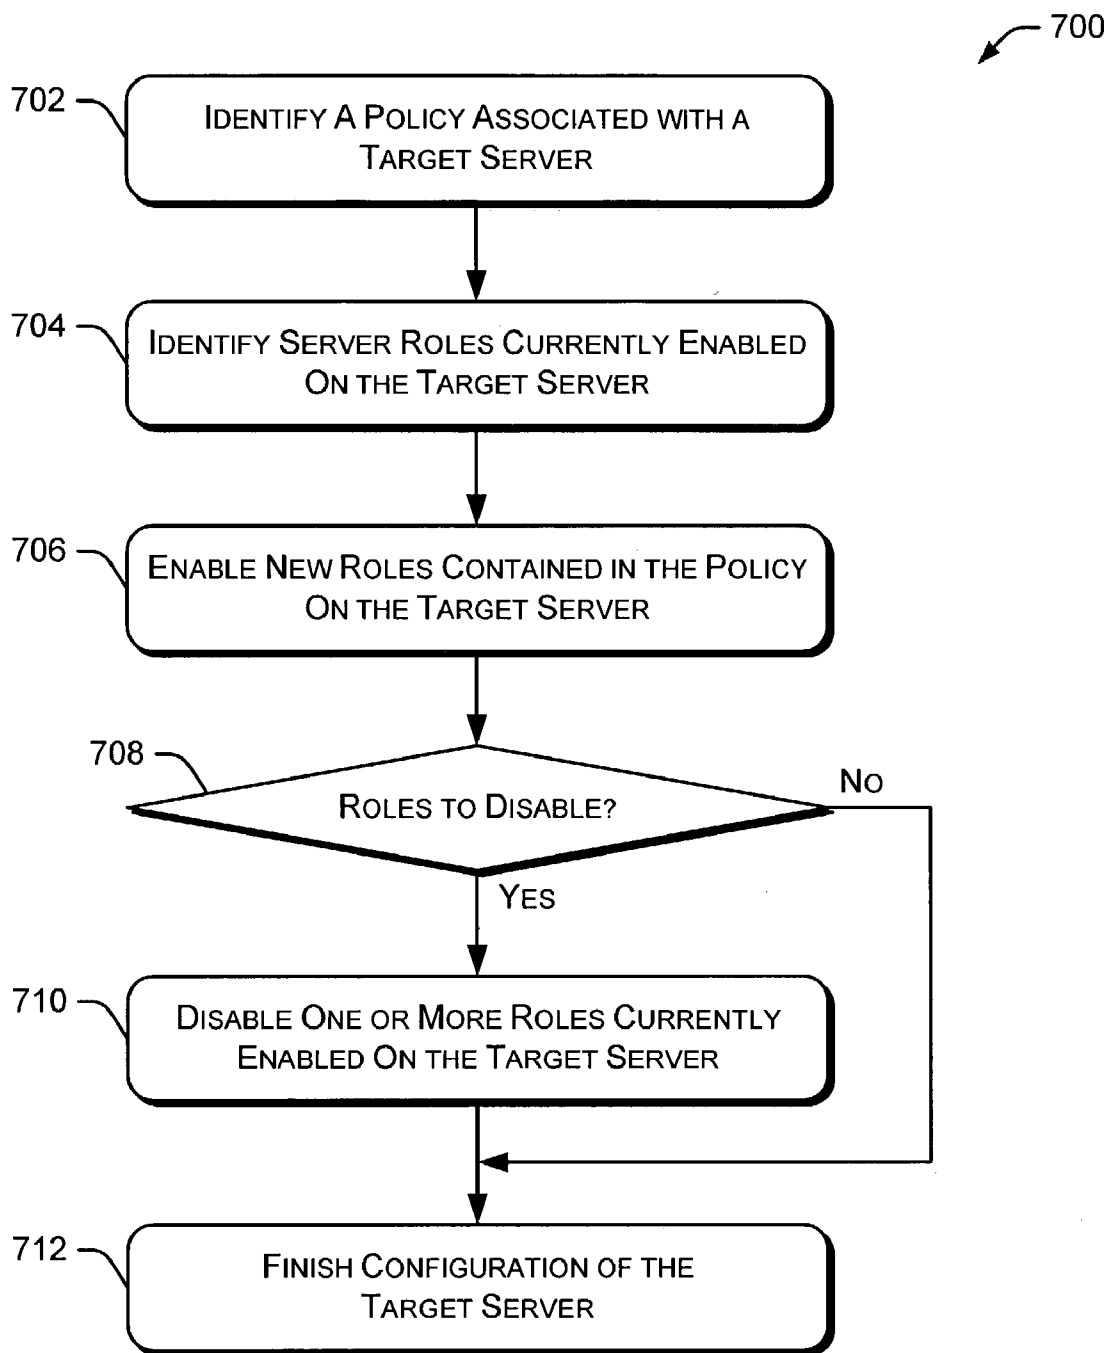 700
702
IDENTIFY A POLICY ASSOCIATED WITH A
TARGET SERVER
704
IDENTIFY SERVER ROLES CURRENTLY ENABLED
ON THE TARGET SERVER
706
ENABLE NEW ROLES CONTAINED IN THE POLICY
ON THE TARGET SERVER
708
ROLES TO DISABLE?
NO
YES
710
DISABLE ONE OR MORE ROLES CURRENTLY
ENABLED ON THE TARGET SERVER
712
FINISH CONFIGURATION OF THE
TARGET SERVER